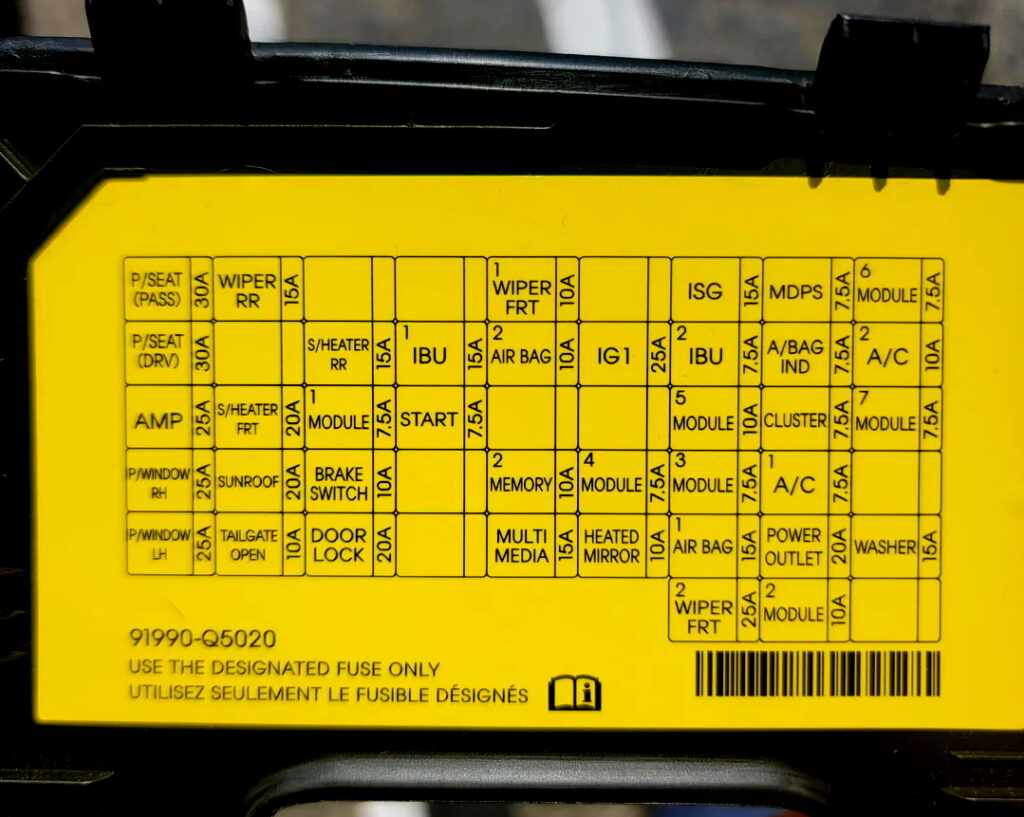 P/SEAT (PASS) 30A WIPER RR 15A 1 WIPER FRT 10A ISG 15A MDPS 7.5A 6 MODULE 7.5A
P/SEAT (DRV) 30A S/HEATER RR 15A 1 IBU 15A 2 AIR BAG 10A IG1 25A 2 IBU 7.5A A/BAG IND 7.5A 2 A/C 10A
AMP 25A S/HEATER FRT 20A 1 MODULE 7.5A START 7.5A 5 MODULE 10A CLUSTER 7.5A 7 MODULE 7.5A
P/WINDOW RH 25A SUNROOF 20A BRAKE SWITCH 10A 2 MEMORY 10A 4 MODULE 7.5A 3 MODULE 7.5A 1 A/C 7.5A
P/WINDOW LH 25A TAILGATE OPEN 10A DOOR LOCK 20A MULTI MEDIA 15A HEATED MIRROR 10A 1 AIR BAG 15A POWER OUTLET 20A WASHER 15A
2 WIPER FRT 25A 2 MODULE 10A
91990-Q5020
USE THE DESIGNATED FUSE ONLY
UTILISEZ SEULEMENT LE FUSIBLE DÉSIGNÉS